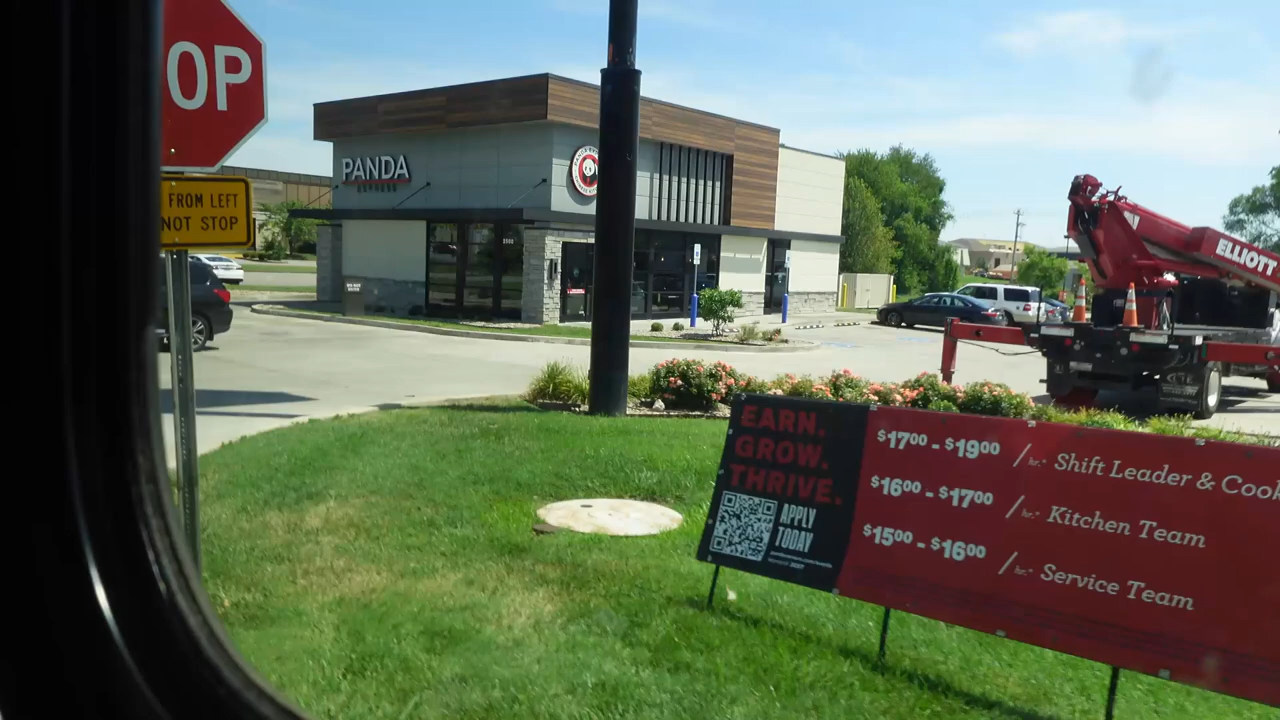 OP
FROM LEFT
NOT STOP
PANDA
EXPRESS
ELLIOTT
EARN.
GROW.
THRIVE.
APPLY
TODAY
$17.00 - $19.00 / hr.* Shift Leader & Cook
$16.00 - $17.00 / hr.* Kitchen Team
$15.00 - $16.00 / hr.* Service Team